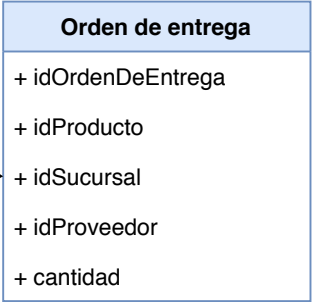 Orden de entrega
+ idOrdenDeEntrega
+ idProducto
+ idSucursal
+ idProveedor
+ cantidad